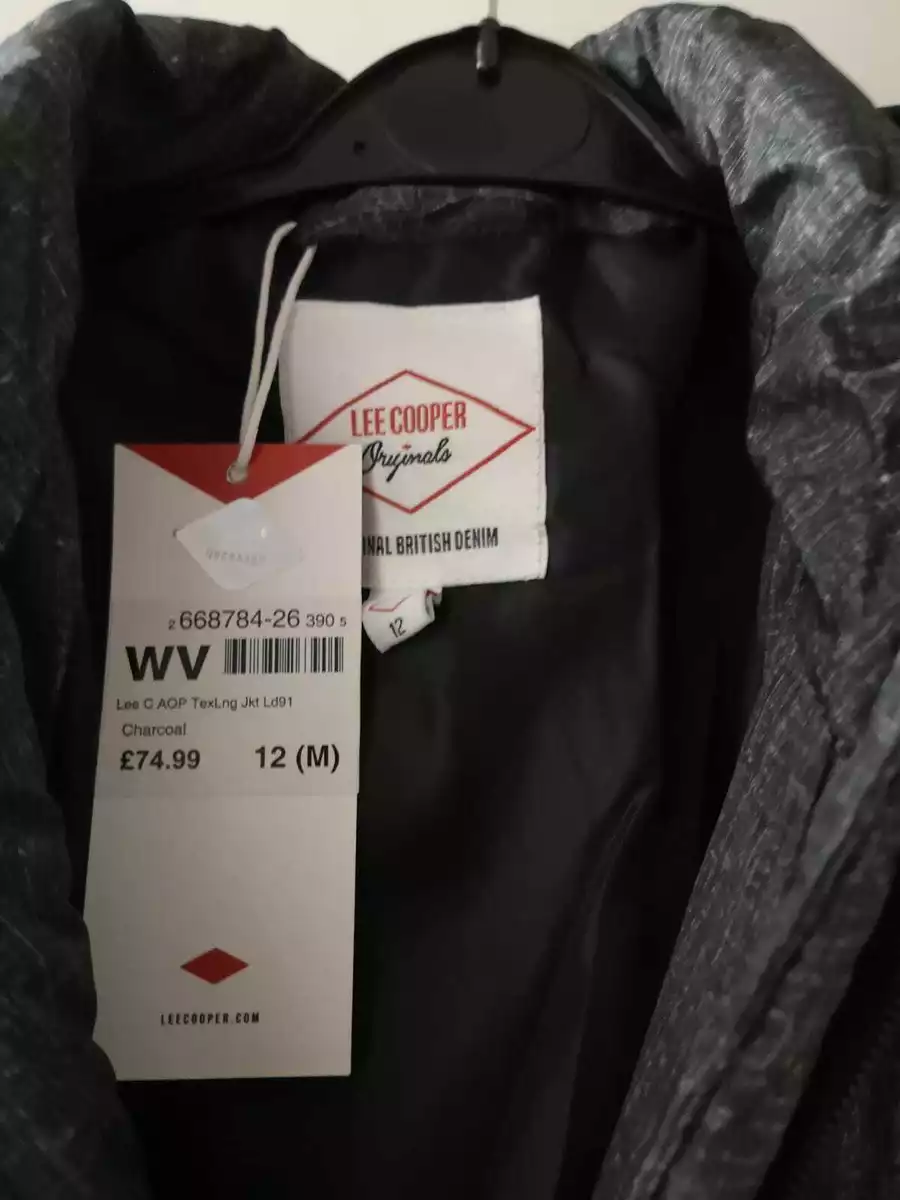 LEE COOPER
Originals
INAL BRITISH DENIM
12
2 668784-26 390 5
WV
Lee C AOP TexLng Jkt Ld91
Charcoal
£74.99 12 (M)
LEECOOPER.COM